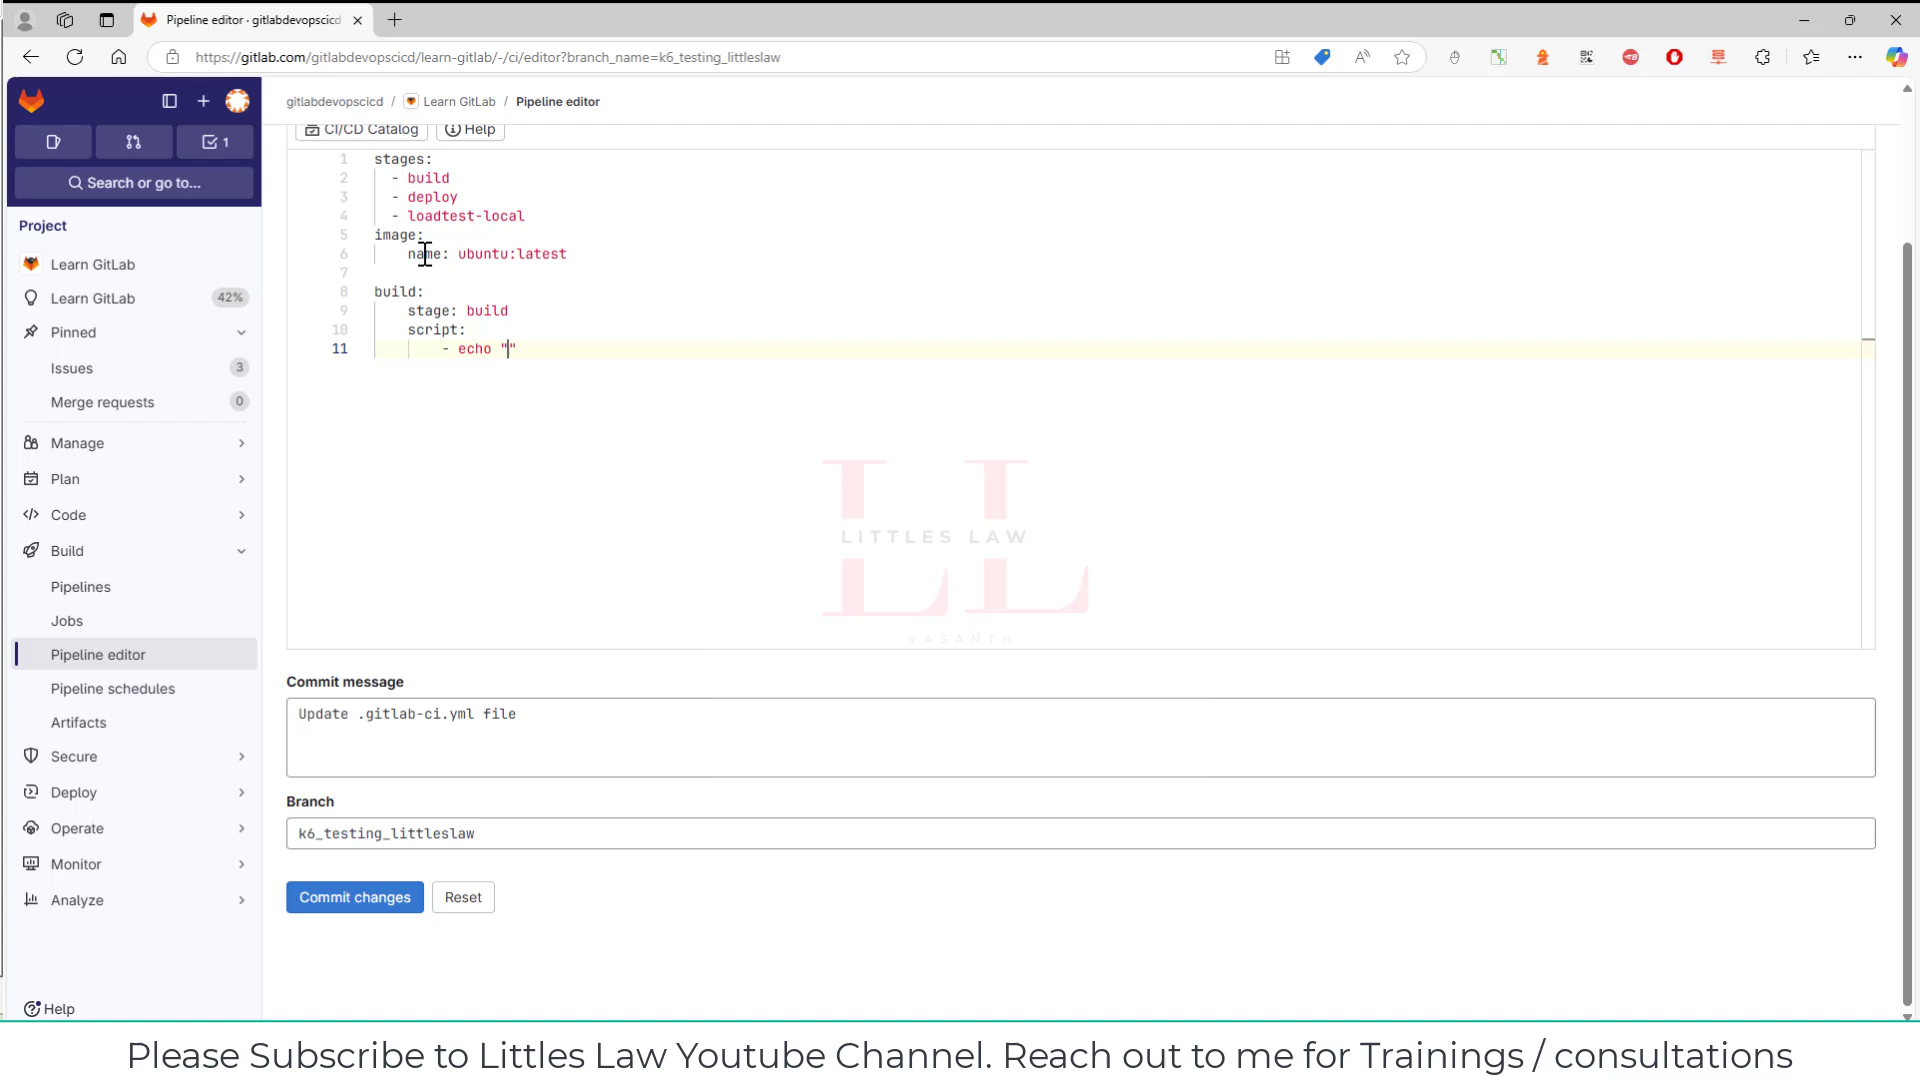 Pipeline editor · gitlabdevopscicd
https://gitlab.com/gitlabdevopscicd/learn-gitlab/-/ci/editor?branch_name=k6_testing_littleslaw
gitlabdevopscicd / Learn GitLab / Pipeline editor
CI/CD Catalog Help
1
Search or go to...
Project
Learn GitLab
Learn GitLab 42%
Pinned
Issues 3
Merge requests 0
Manage
Plan
Code
Build
Pipelines
Jobs
Pipeline editor
Pipeline schedules
Artifacts
Secure
Deploy
Operate
Monitor
Analyze
Help
1 stages:
2 - build
3 - deploy
4 - loadtest-local
5 image:
6 name: ubuntu:latest
7
8 build:
9 stage: build
10 script:
11 - echo ""
LL
LITTLES LAW
VASANTH
Commit message
Update .gitlab-ci.yml file
Branch
k6_testing_littleslaw
Commit changes Reset
Please Subscribe to Littles Law Youtube Channel. Reach out to me for Trainings / consultations